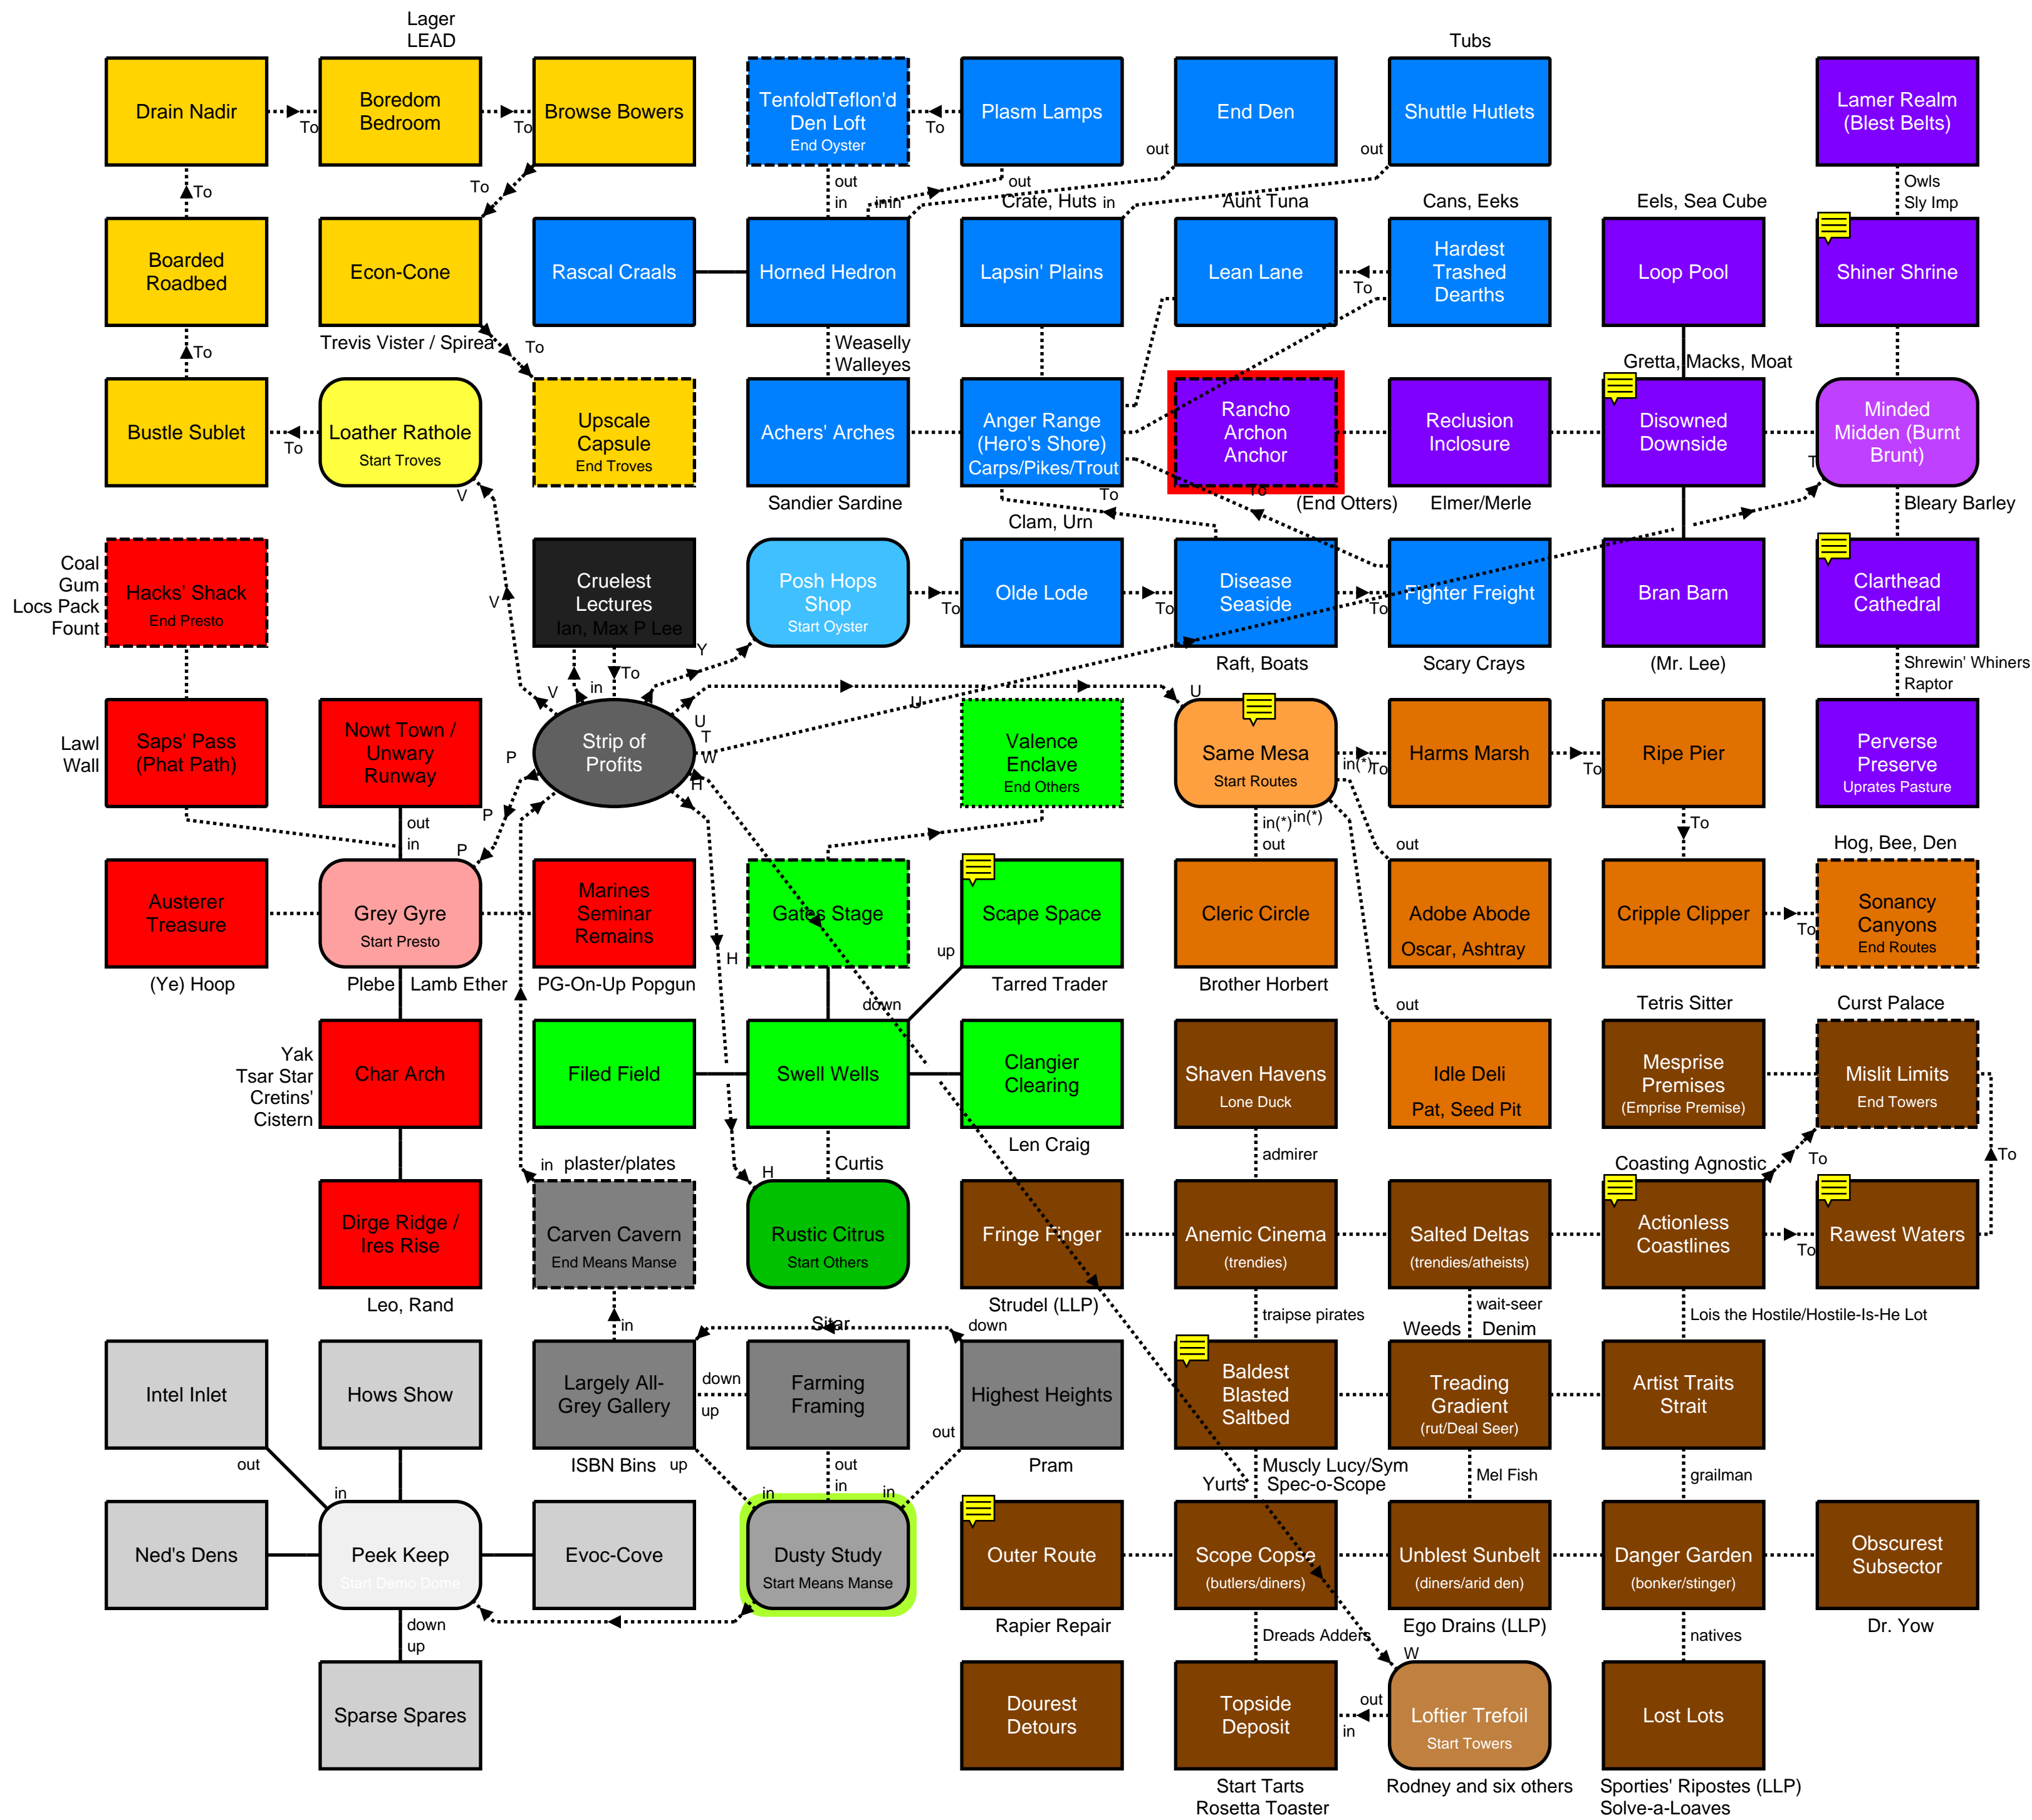 Lager
LEAD
Tubs
Drain Nadir
To
Boredom
Bedroom
To
Browse Bowers
TenfoldTeflon'd
Den Loft
End Oyster
To
Plasm Lamps
End Den
Shuttle Hutlets
Lamer Realm
(Blest Belts)
out
out
To
To
out
in
inin
out
Crate, Huts
in
Aunt Tuna
Cans, Eeks
Eels, Sea Cube
Owls
Sly Imp
Boarded
Roadbed
Econ-Cone
Rascal Craals
Horned Hedron
Lapsin' Plains
Lean Lane
To
Hardest
Trashed
Dearths
Loop Pool
Shiner Shrine
To
Trevis Vister / Spirea
To
Weaselly
Walleyes
Gretta, Macks, Moat
Bustle Sublet
To
Loather Rathole
Start Troves
Upscale
Capsule
End Troves
Achers' Arches
Anger Range
(Hero's Shore)
Carps/Pikes/Trout
Rancho
Archon
Anchor
Reclusion
Inclosure
Disowned
Downside
Minded
Midden (Burnt
Brunt)
T
V
Sandier Sardine
To
To
(End Otters)
Elmer/Merle
Bleary Barley
Clam, Urn
Coal
Gum
Locs Pack
Fount
Hacks' Shack
End Presto
V
Cruelest
Lectures
Ian, Max P Lee
Posh Hops
Shop
Start Oyster
To
Olde Lode
To
Disease
Seaside
To
Fighter Freight
Bran Barn
Clarthead
Cathedral
Y
To
in
V
Raft, Boats
Scary Crays
(Mr. Lee)
Shrewin' Whiners
Raptor
U
U
U
T
W
H
Lawl
Wall
Saps' Pass
(Phat Path)
Nowt Town /
Unwary
Runway
P
Strip of
Profits
Valence
Enclave
End Others
Same Mesa
Start Routes
in(*)
To
Harms Marsh
To
Ripe Pier
Perverse
Preserve
Uprates Pasture
P
out
in
P
in(*)
in(*)
out
out
To
Hog, Bee, Den
Austerer
Treasure
Grey Gyre
Start Presto
Marines
Seminar
Remains
Gates Stage
Scape Space
Cleric Circle
Adobe Abode
Oscar, Ashtray
Cripple Clipper
To
Sonancy
Canyons
End Routes
H
up
(Ye) Hoop
Plebe
Lamb Ether
PG-On-Up Popgun
down
Tarred Trader
Brother Horbert
out
Tetris Sitter
Curst Palace
Yak
Tsar Star
Cretins'
Cistern
Char Arch
Filed Field
Swell Wells
Clangier
Clearing
Shaven Havens
Lone Duck
Idle Deli
Pat, Seed Pit
Mesprise
Premises
(Emprise Premise)
Mislit Limits
End Towers
in
plaster/plates
H
Curtis
Len Craig
admirer
Coasting Agnostic
To
To
Dirge Ridge /
Ires Rise
Carven Cavern
End Means Manse
Rustic Citrus
Start Others
Fringe Finger
Anemic Cinema
(trendies)
Salted Deltas
(trendies/atheists)
Actionless
Coastlines
To
Rawest Waters
Leo, Rand
in
Sitar
Strudel (LLP)
down
traipse pirates
wait-seer
Weeds
Denim
Lois the Hostile/Hostile-Is-He Lot
Intel Inlet
Hows Show
Largely All-
Grey Gallery
down
up
Farming
Framing
Highest Heights
Baldest
Blasted
Saltbed
Treading
Gradient
(rut/Deal Seer)
Artist Traits
Strait
out
out
in
ISBN Bins
up
in
out
in
in
Pram
Yurts
Muscly Lucy/Sym
Spec-o-Scope
Mel Fish
grailman
Ned's Dens
Peek Keep
Start Demo Dome
Evoc-Cove
Dusty Study
Start Means Manse
Outer Route
Scope Copse
(butlers/diners)
Unblest Sunbelt
(diners/arid den)
Danger Garden
(bonker/stinger)
Obscurest
Subsector
down
up
Rapier Repair
Dreads Adders
Ego Drains (LLP)
W
natives
Dr. Yow
Sparse Spares
Dourest
Detours
Topside
Deposit
out
in
Loftier Trefoil
Start Towers
Lost Lots
Start Tarts
Rosetta Toaster
Rodney and six others
Sporties' Ripostes (LLP)
Solve-a-Loaves